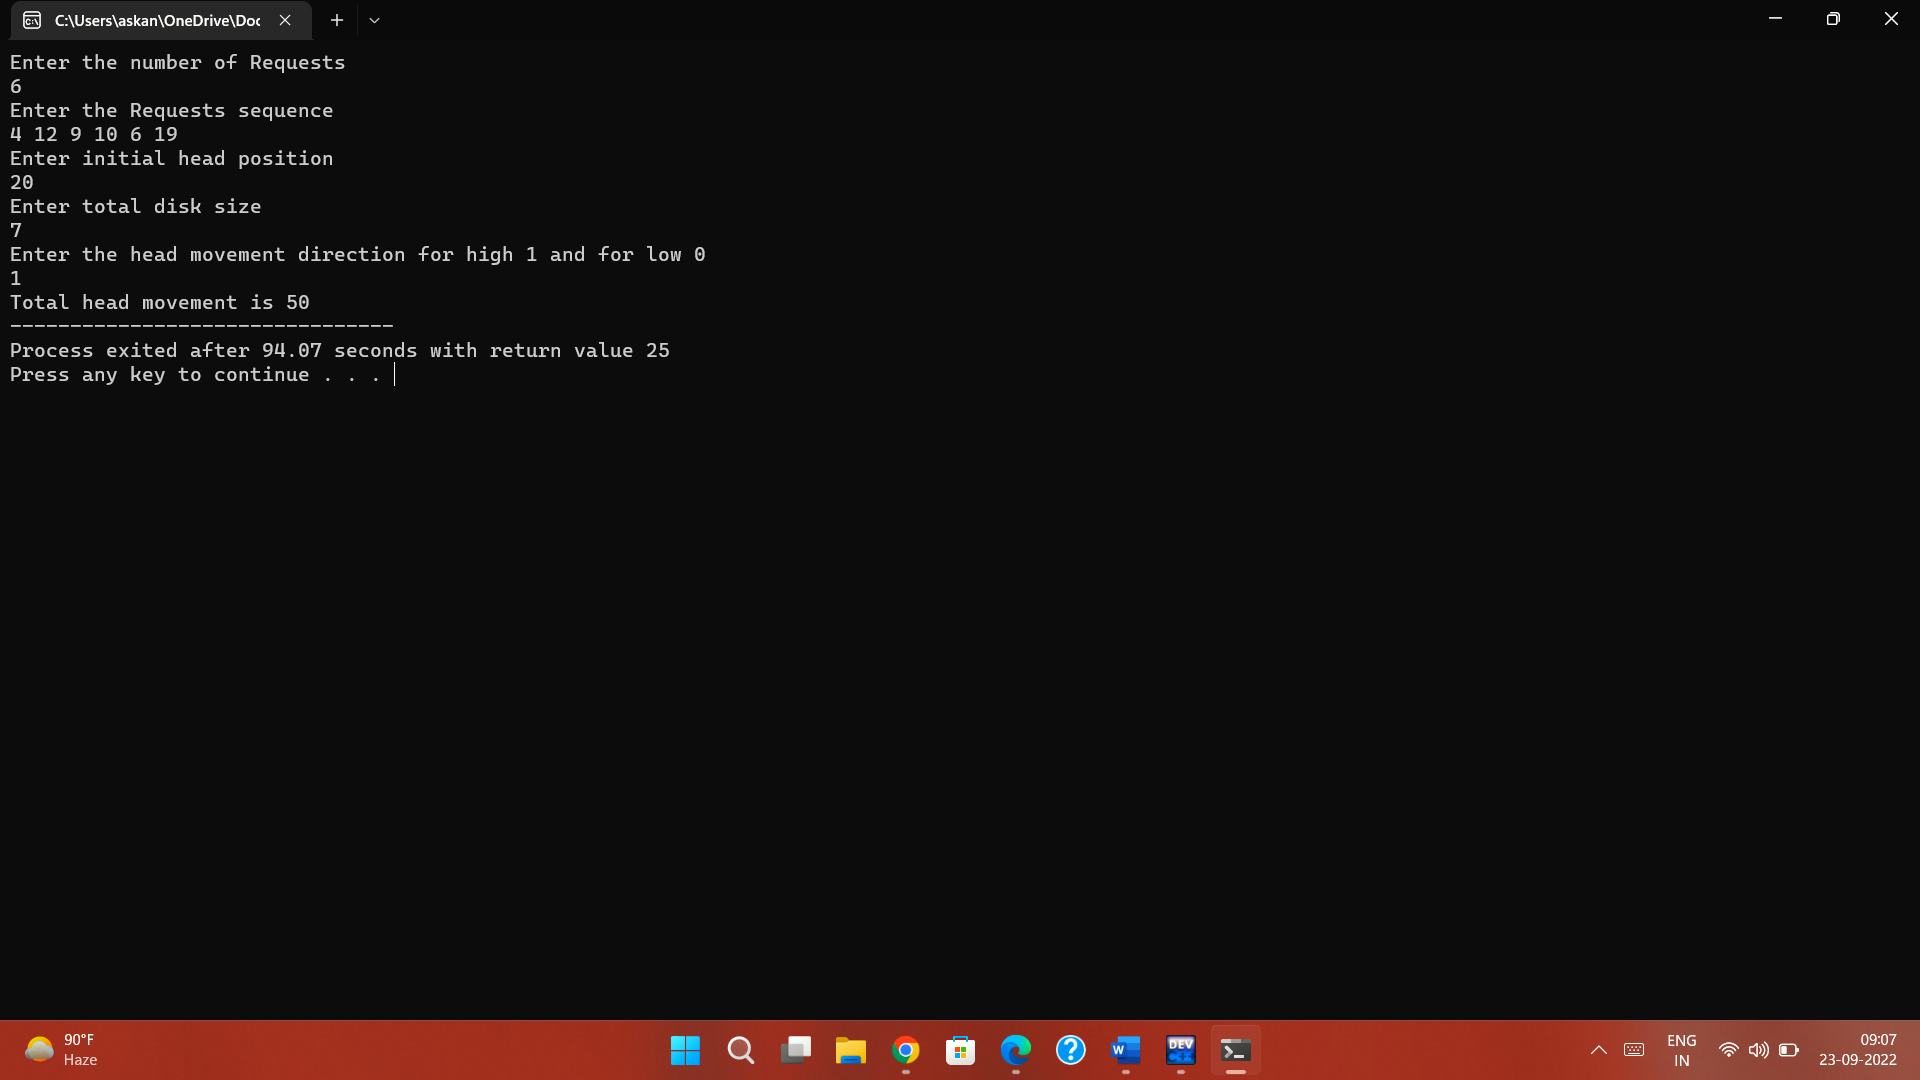 C:\Users\askan\OneDrive\Doc
Enter the number of Requests
6
Enter the Requests sequence
4 12 9 10 6 19
Enter initial head position
20
Enter total disk size
7
Enter the head movement direction for high 1 and for low 0
1
Total head movement is 50
--------------------------------
Process exited after 94.07 seconds with return value 25
Press any key to continue . . .
90°F
Haze
W
DEV
C++
ENG
IN
09:07
23-09-2022